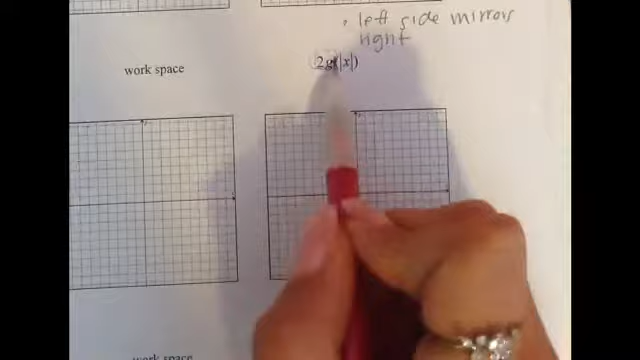 • left side mirrors
right
work space
2g(|x|)
work space